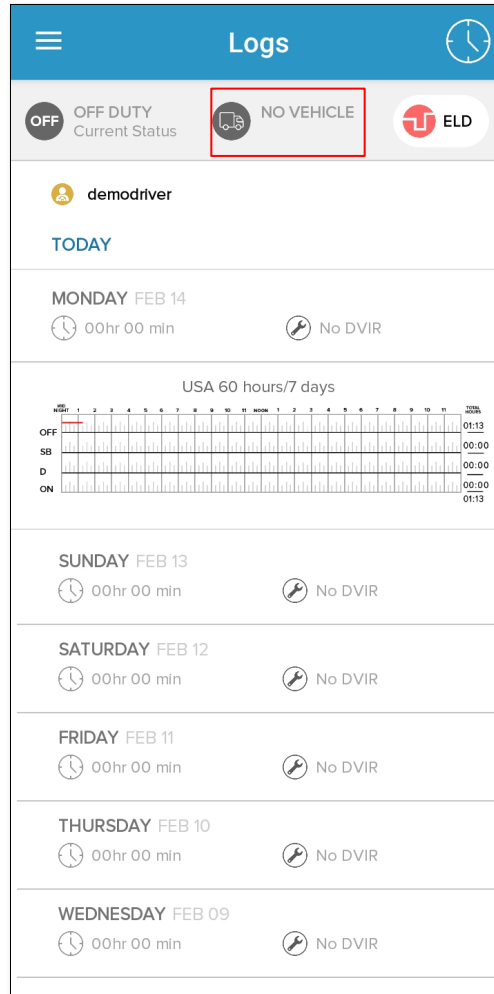 Logs
OFF OFF DUTY NO VEHICLE ELD
Current Status
demodriver
TODAY
MONDAY FEB 14
00hr 00 min No DVIR
USA 60 hours/7 days
MID NIGHT 1 2 3 4 5 6 7 8 9 10 11 NOON 1 2 3 4 5 6 7 8 9 10 11 TOTAL HOURS
OFF 01:13
SB 00:00
D 00:00
ON 00:00
01:13
SUNDAY FEB 13
00hr 00 min No DVIR
SATURDAY FEB 12
00hr 00 min No DVIR
FRIDAY FEB 11
00hr 00 min No DVIR
THURSDAY FEB 10
00hr 00 min No DVIR
WEDNESDAY FEB 09
00hr 00 min No DVIR